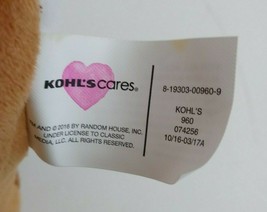 KOHL'S cares®
AND © 2016 BY RANDOM HOUSE, INC.
UNDER LICENSE TO CLASSIC
MEDIA, LLC. ALL RIGHTS RESERVED.
8-19303-00960-9
KOHL'S
960
074256
10/16-03/17A